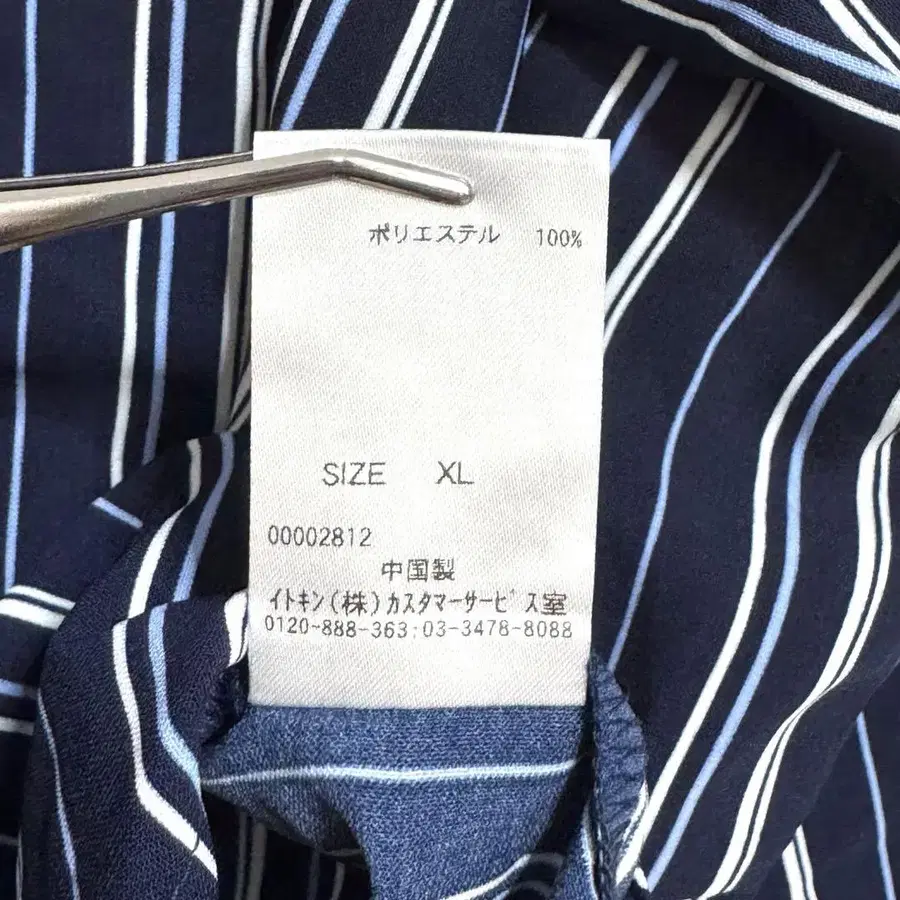 ポリエステル 100%
SIZE XL
00002812
中国製
イトキン(株)カスタマーサービス室
0120-888-363:03-3478-8088